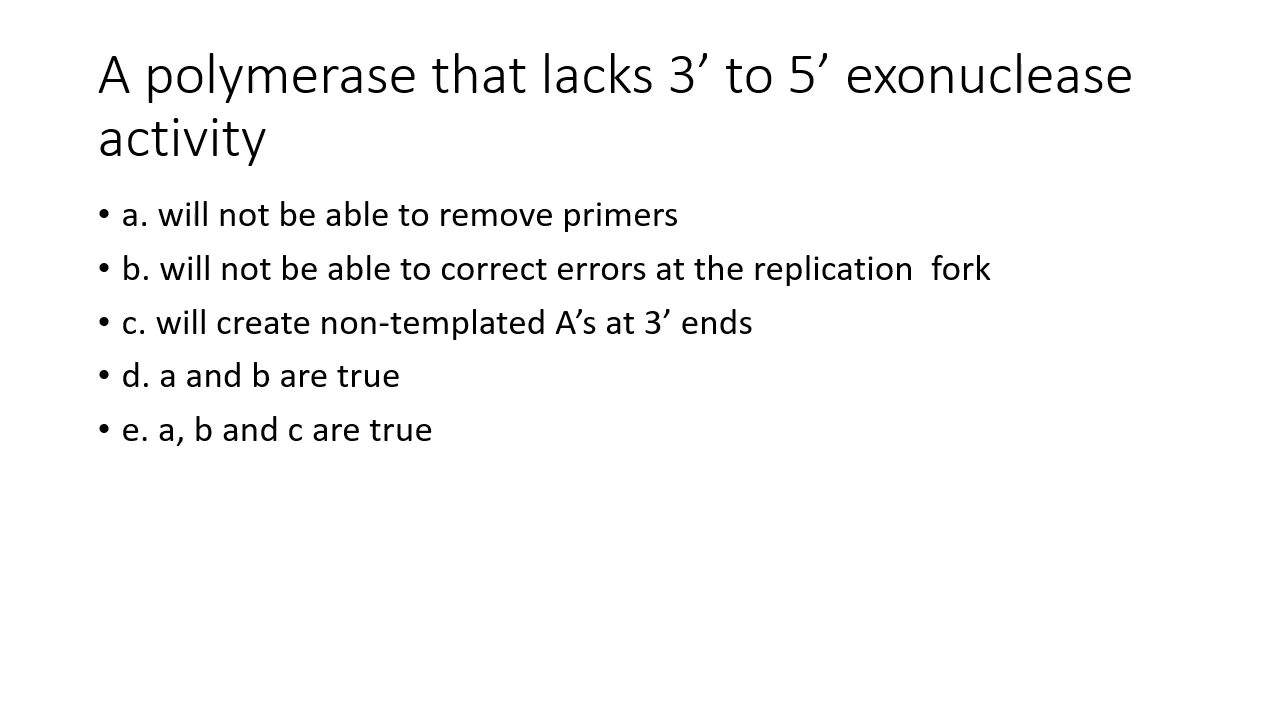 A polymerase that lacks 3’ to 5’ exonuclease
activity
• a. will not be able to remove primers
• b. will not be able to correct errors at the replication  fork
• c. will create non-templated A’s at 3’ ends
• d. a and b are true
• e. a, b and c are true